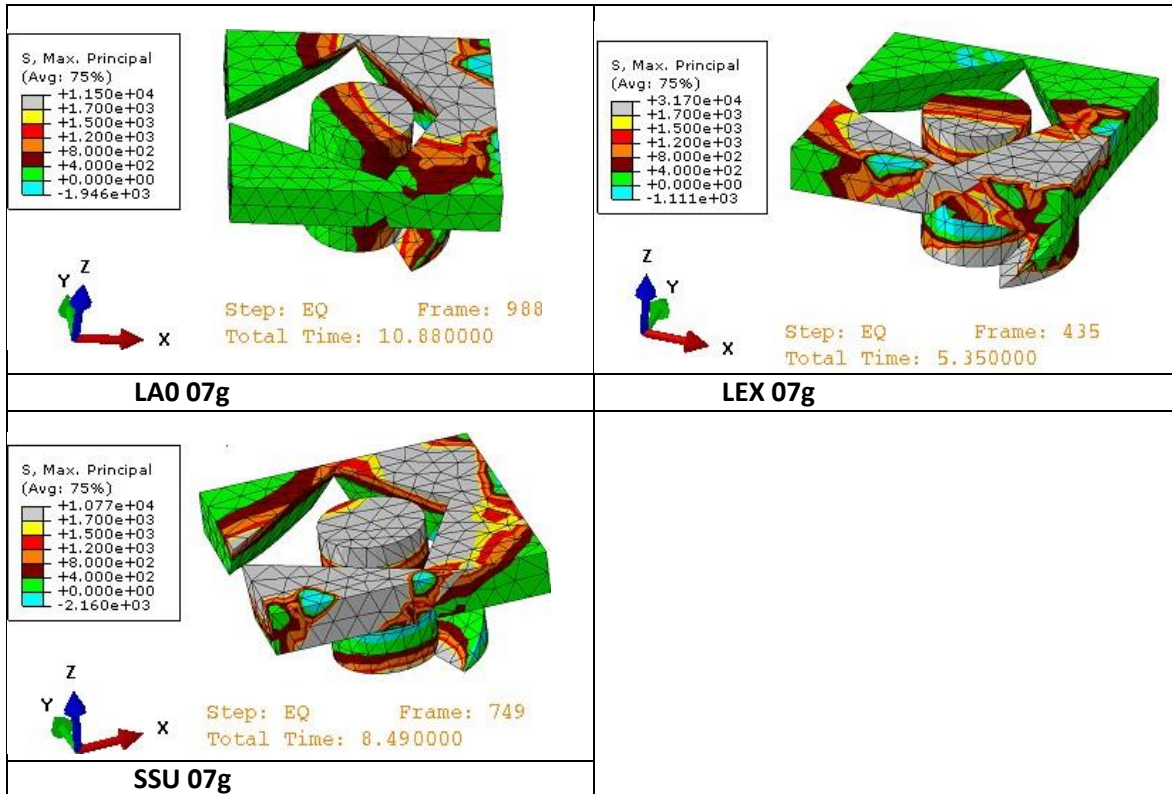 S, Max. Principal
(Avg: 75%)
+1.150e+04
+1.700e+03
+1.500e+03
+1.200e+03
+8.000e+02
+4.000e+02
+0.000e+00
-1.946e+03
Y
Z
X
Step: EQ Frame: 988
Total Time: 10.880000
LA0 07g
S, Max. Principal
(Avg: 75%)
+3.170e+04
+1.700e+03
+1.500e+03
+1.200e+03
+8.000e+02
+4.000e+02
+0.000e+00
-1.111e+03
Z
Y
X
Step: EQ Frame: 435
Total Time: 5.350000
LEX 07g
S, Max. Principal
(Avg: 75%)
+1.077e+04
+1.700e+03
+1.500e+03
+1.200e+03
+8.000e+02
+4.000e+02
+0.000e+00
-2.160e+03
Z
Y
X
Step: EQ Frame: 749
Total Time: 8.490000
SSU 07g